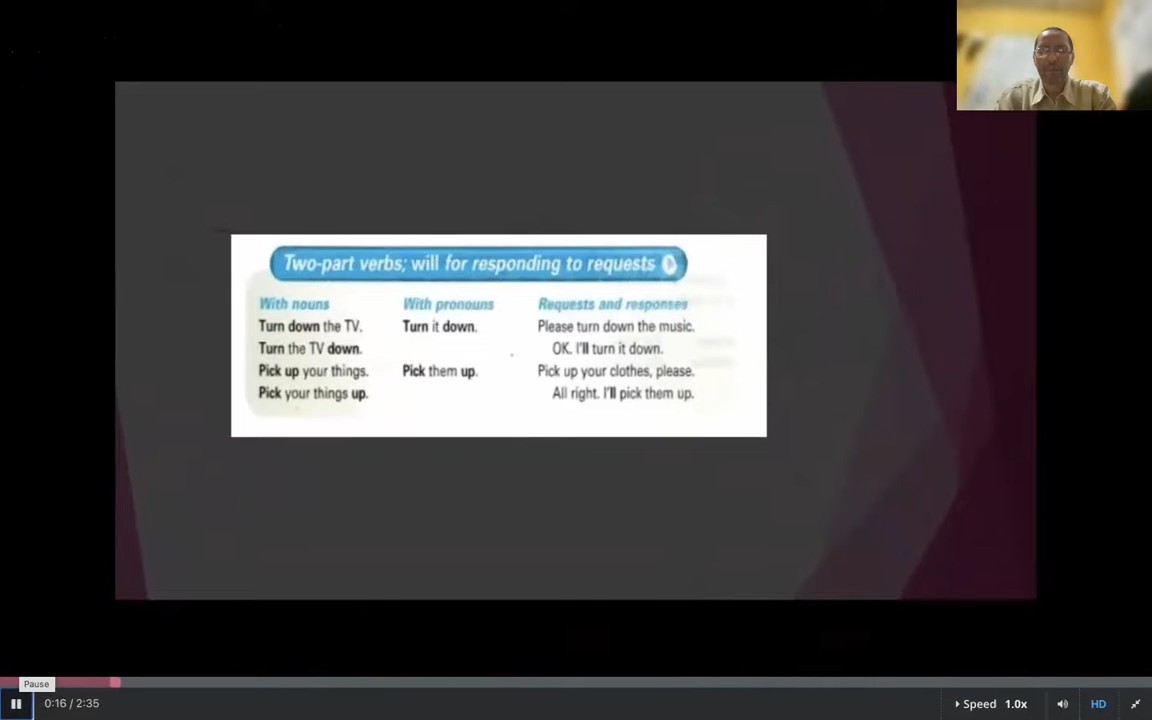 Two-part verbs; will for responding to requests
With nouns With pronouns Requests and responses
Turn down the TV. Turn it down. Please turn down the music.
Turn the TV down. OK. I'll turn it down.
Pick up your things. Pick them up. Pick up your clothes, please.
Pick your things up. All right. I'll pick them up.
Pause
0:16 / 2:35
Speed 1.0x
HD